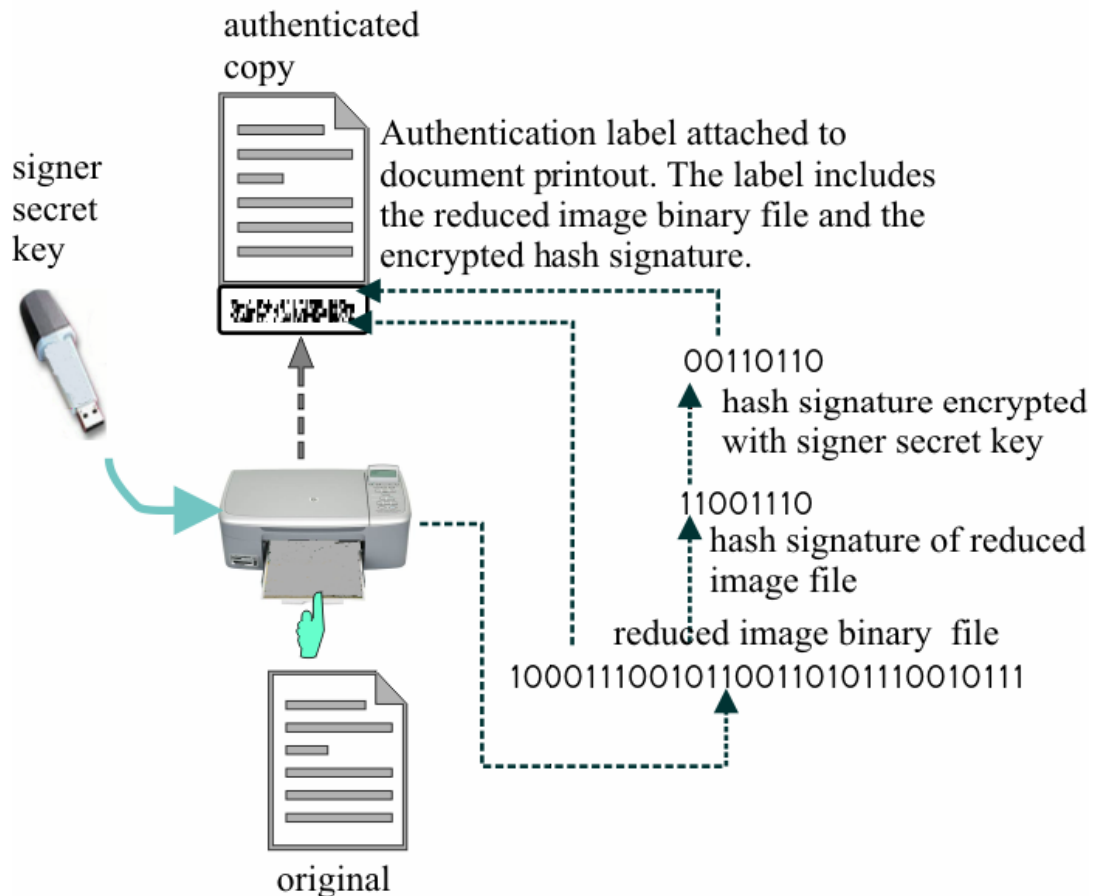 authenticated
copy
Authentication label attached to
document printout. The label includes
the reduced image binary file and the
encrypted hash signature.
signer
secret
key
00110110
hash signature encrypted
with signer secret key
11001110
hash signature of reduced
image file
reduced image binary file
1000111001011001101011110010111
original